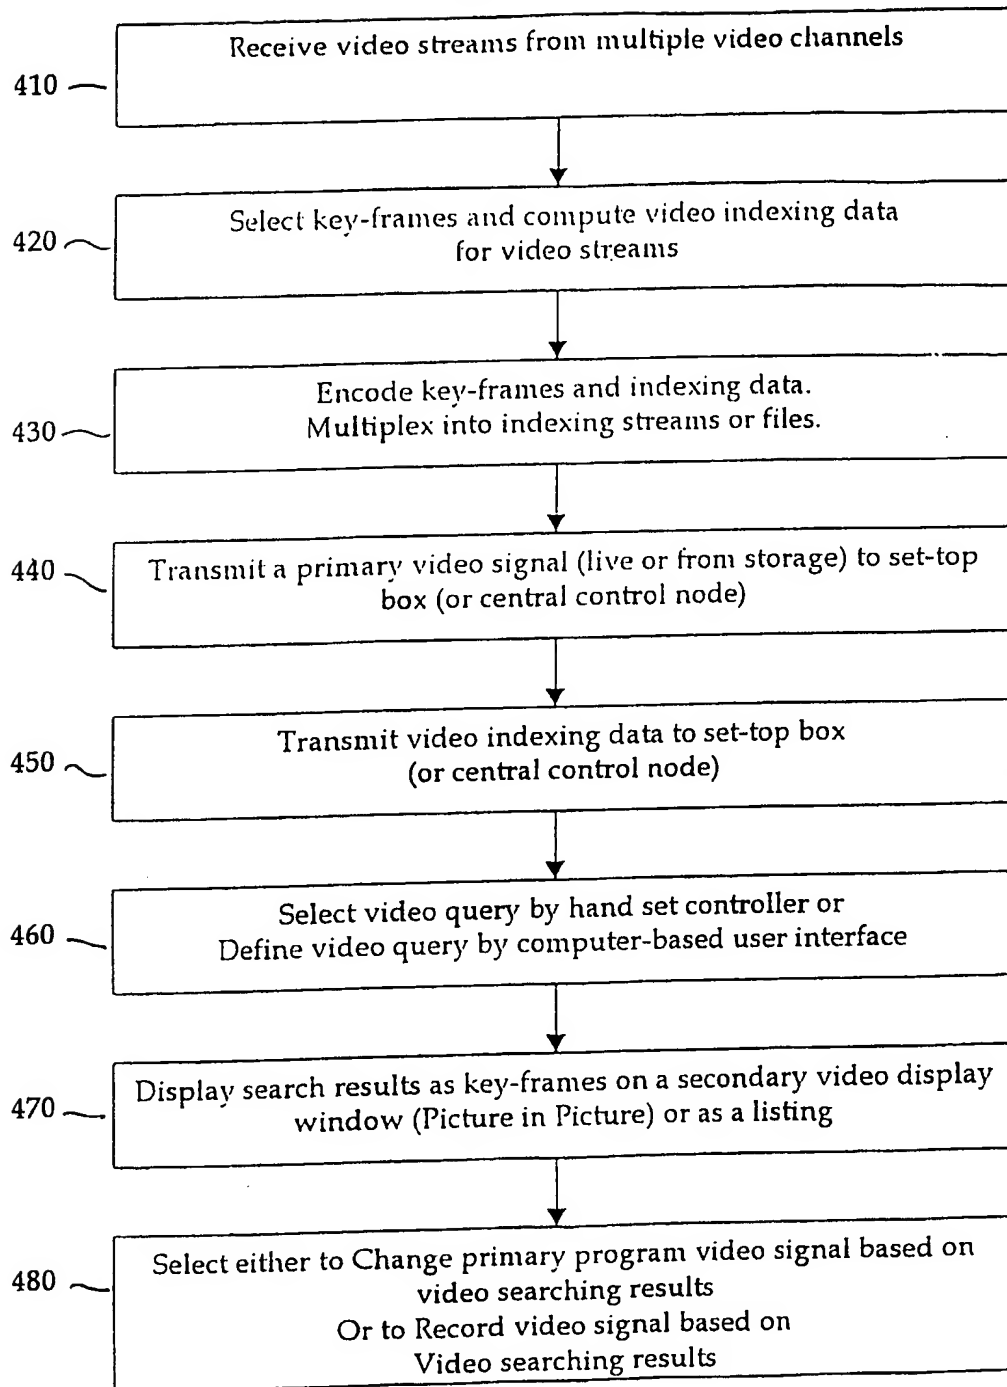 Receive video streams from multiple video channels
410
Select key-frames and compute video indexing data
for video streams
420
Encode key-frames and indexing data.
Multiplex into indexing streams or files.
430
Transmit a primary video signal (live or from storage) to set-top
box (or central control node)
440
Transmit video indexing data to set-top box
(or central control node)
450
Select video query by hand set controller or
Define video query by computer-based user interface
460
Display search results as key-frames on a secondary video display
window (Picture in Picture) or as a listing
470
Select either to Change primary program video signal based on
video searching results
Or to Record video signal based on
Video searching results
480